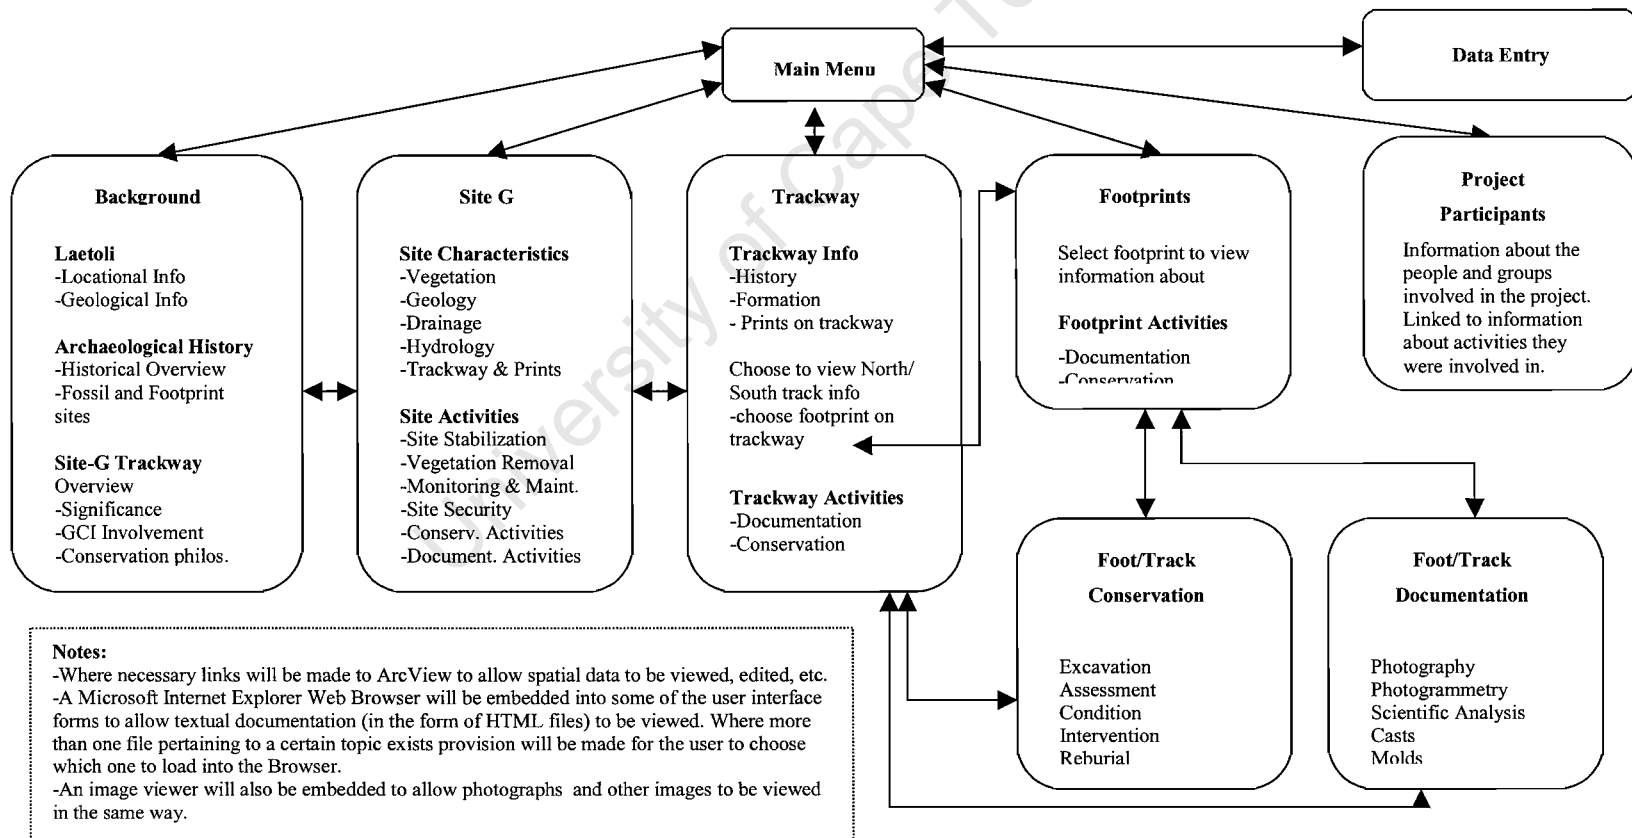 Main Menu
Data Entry
Background
Laetoli
-Locational Info
-Geological Info
Archaeological History
-Historical Overview
-Fossil and Footprint
sites
Site-G Trackway
Overview
-Significance
-GCI Involvement
-Conservation philos.
Site G
Site Characteristics
-Vegetation
-Geology
-Drainage
-Hydrology
-Trackway & Prints
Site Activities
-Site Stabilization
-Vegetation Removal
-Monitoring & Maint.
-Site Security
-Conserv. Activities
-Document. Activities
Trackway
Trackway Info
-History
-Formation
- Prints on trackway
Choose to view North/
South track info
-choose footprint on
trackway
Trackway Activities
-Documentation
-Conservation
Footprints
Select footprint to view
information about
Footprint Activities
-Documentation
-Conservation
Project
Participants
Information about the
people and groups
involved in the project.
Linked to information
about activities they
were involved in.
Foot/Track
Conservation
Excavation
Assessment
Condition
Intervention
Reburial
Foot/Track
Documentation
Photography
Photogrammetry
Scientific Analysis
Casts
Molds
Notes:
-Where necessary links will be made to ArcView to allow spatial data to be viewed, edited, etc.
-A Microsoft Internet Explorer Web Browser will be embedded into some of the user interface
forms to allow textual documentation (in the form of HTML files) to be viewed. Where more
than one file pertaining to a certain topic exists provision will be made for the user to choose
which one to load into the Browser.
-An image viewer will also be embedded to allow photographs and other images to be viewed
in the same way.
University of Cape